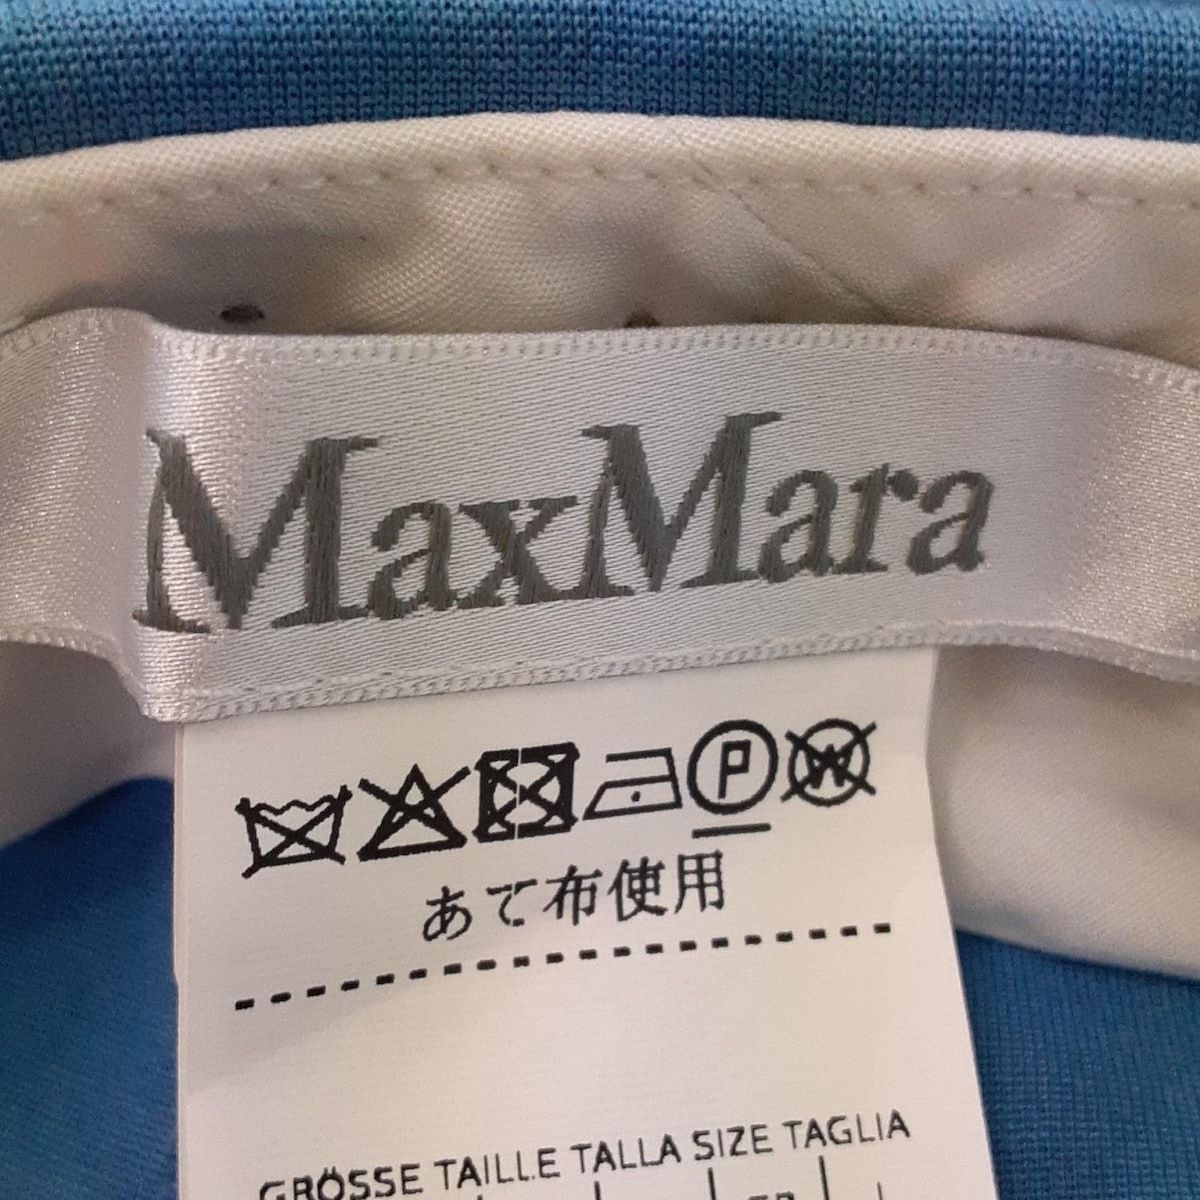 MaxMara
P W
あて布使用
GRÖSSE TAILLE TALLA SIZE TAGLIA